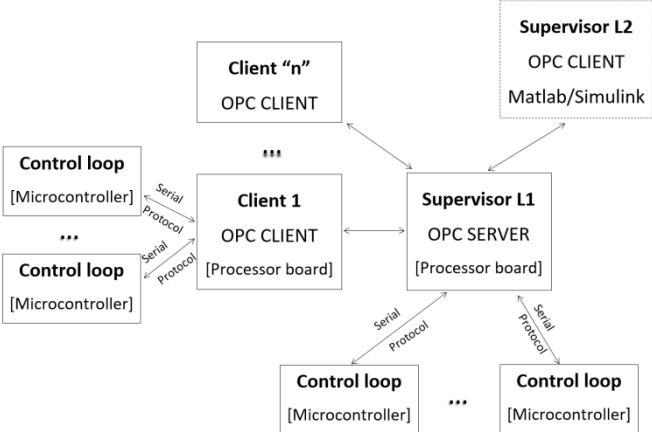 Supervisor L2
OPC CLIENT
Matlab/Simulink
Client “n”
OPC CLIENT
...
Control loop
[Microcontroller]
Serial
Protocol
...
Control loop
[Microcontroller]
Serial
Protocol
Client 1
OPC CLIENT
[Processor board]
Supervisor L1
OPC SERVER
[Processor board]
Serial
Protocol
Serial
Protocol
Control loop
[Microcontroller]
...
Control loop
[Microcontroller]